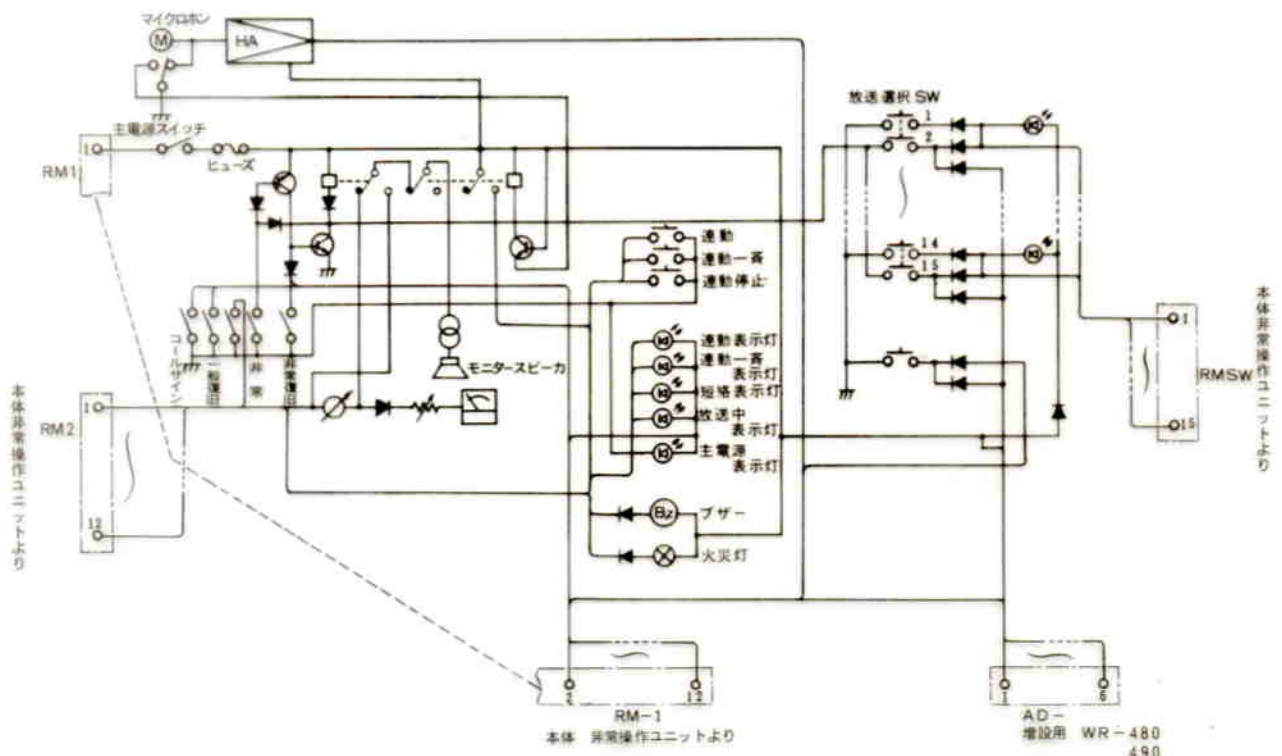 マイクロホン
M
HA
主電源スイッチ
1
RM1
ヒューズ
放送選択SW
1
2
14
15
連動
連動一斉
連動停止
コールサイン
一般復旧
非常
非常復旧
モニタースピーカ
連動表示灯
連動一斉
表示灯
短絡表示灯
放送中
表示灯
主電源
表示灯
Bz
ブザー
火災灯
1
RM2
12
本体非常操作ユニットより
1
RMSW
15
本体非常操作ユニットより
2
12
RM-1
本体 非常操作ユニットより
1
6
AD-
増設用 WR-480
490